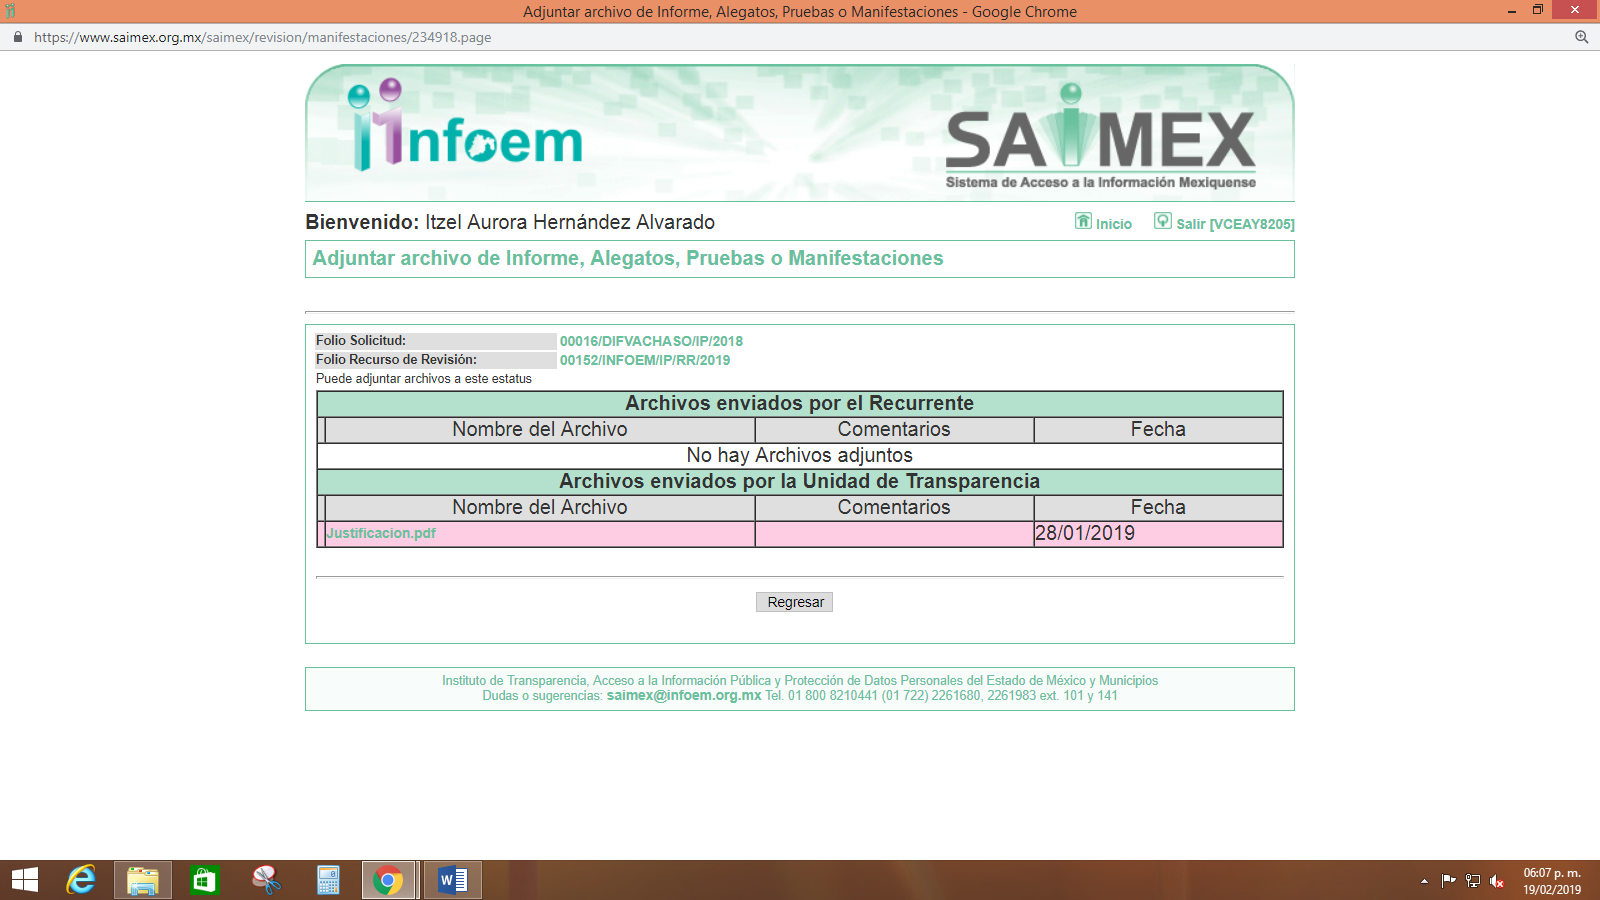 Adjuntar archivo de Informe, Alegatos, Pruebas o Manifestaciones - Google Chrome
https://www.saimex.org.mx/saimex/revision/manifestaciones/234918.page
infoem
SAIMEX
Sistema de Acceso a la Información Mexiquense
Bienvenido: Itzel Aurora Hernández Alvarado
Inicio Salir [VCEAY8205]
Adjuntar archivo de Informe, Alegatos, Pruebas o Manifestaciones
Folio Solicitud: 00016/DIFVACHASO/IP/2018
Folio Recurso de Revisión: 00152/INFOEM/IP/RR/2019
Puede adjuntar archivos a este estatus
Archivos enviados por el Recurrente
Nombre del Archivo Comentarios Fecha
No hay Archivos adjuntos
Archivos enviados por la Unidad de Transparencia
Nombre del Archivo Comentarios Fecha
Justificacion.pdf 28/01/2019
Regresar
Instituto de Transparencia, Acceso a la Información Pública y Protección de Datos Personales del Estado de México y Municipios
Dudas o sugerencias: saimex@infoem.org.mx Tel. 01 800 8210441 (01 722) 2261680, 2261983 ext. 101 y 141
06:07 p. m.
19/02/2019